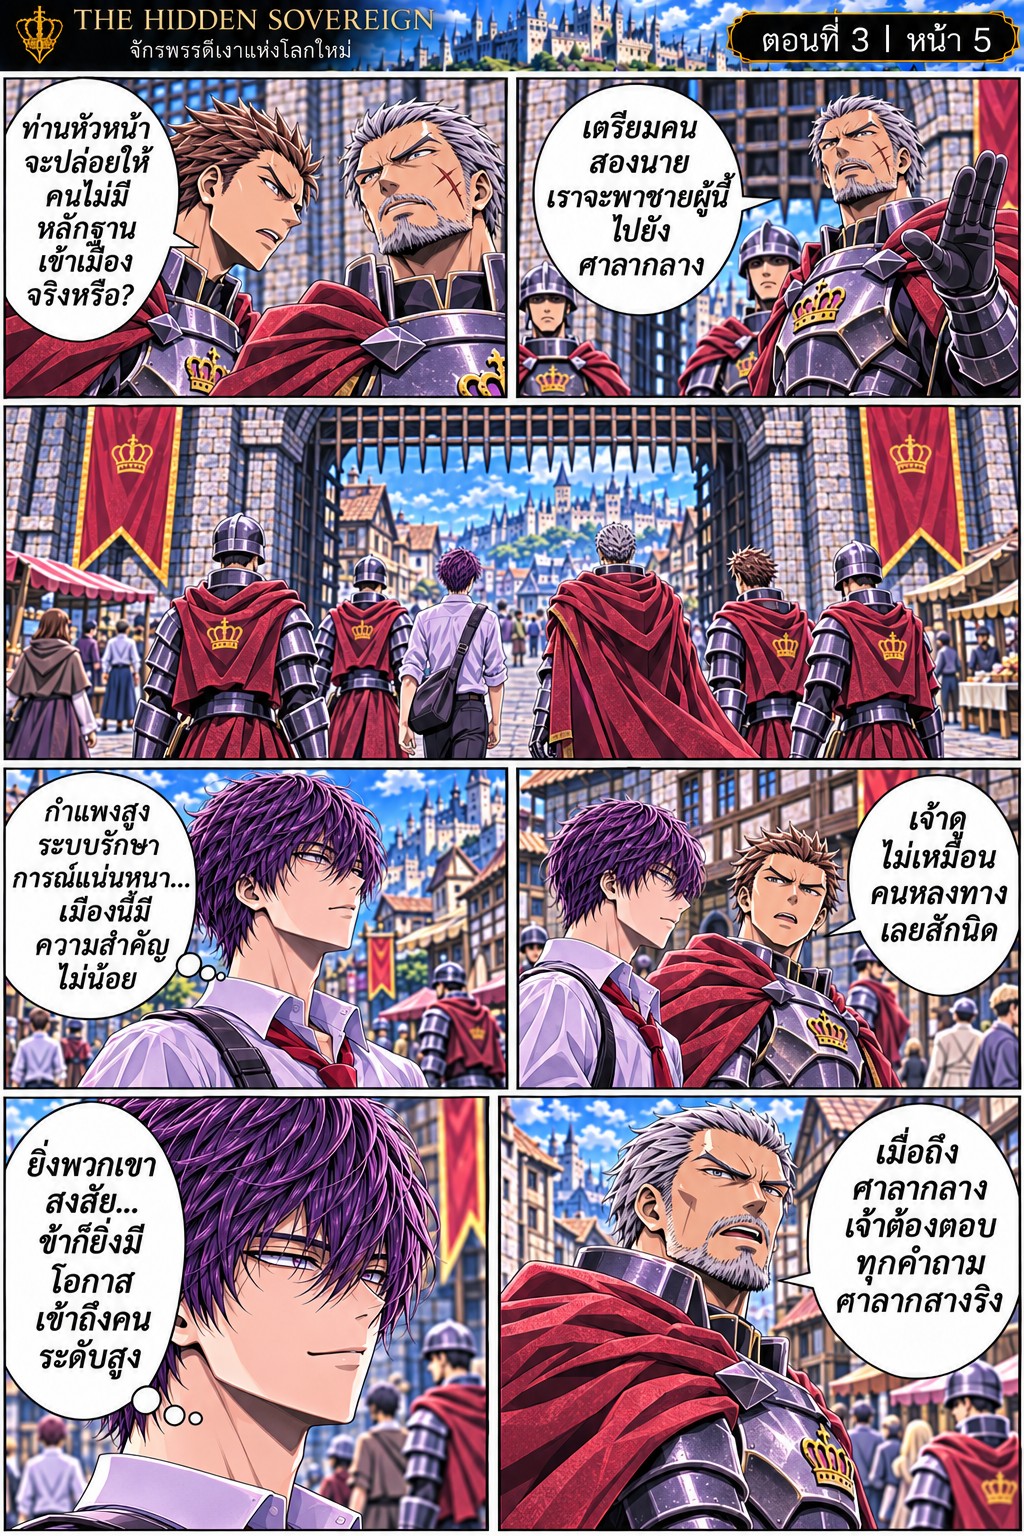 THE HIDDEN SOVEREIGN
จักรพรรดิเงาแห่งโลกใหม่
ตอนที่ 3 | หน้า 5
ท่านหัวหน้า
จะปล่อยให้
คนไม่มี
หลักฐาน
เข้าเมือง
จริงหรือ?
เตรียมคน
สองนาย
เราจะพาชายผู้นี้
ไปยัง
ศาลากลาง
กำแพงสูง
ระบบรักษา
การณ์แน่นหนา...
เมืองนี้มี
ความสำคัญ
ไม่น้อย
เจ้าดู
ไม่เหมือน
คนหลงทาง
เลยสักนิด
ยิ่งพวกเขา
สงสัย...
ข้าก็ยิ่งมี
โอกาส
เข้าถึงคน
ระดับสูง
เมื่อถึง
ศาลากลาง
เจ้าต้องตอบ
ทุกคำถาม
ศาลากสางริง